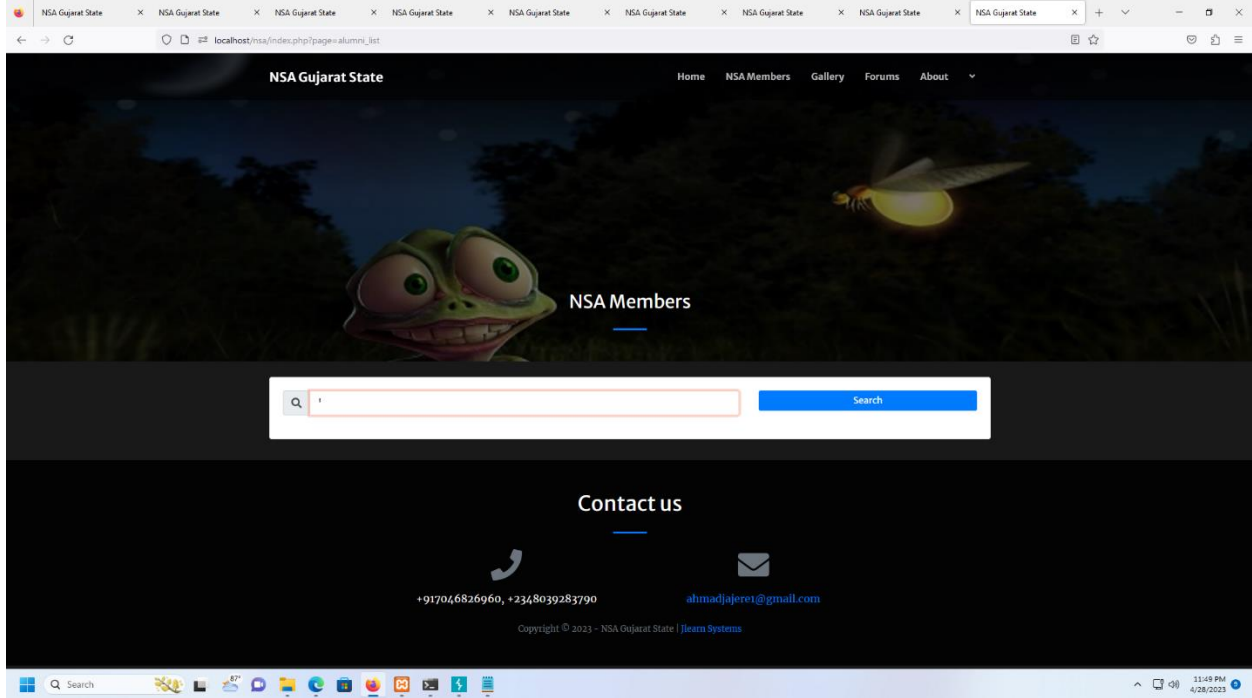 NSA Gujarat State NSA Gujarat State NSA Gujarat State NSA Gujarat State NSA Gujarat State NSA Gujarat State NSA Gujarat State NSA Gujarat State NSA Gujarat State
localhost/nsa/index.php?page=alumni_list
NSA Gujarat State Home NSA Members Gallery Forums About
NSA Members
' Search
Contact us
+917046826960, +2348039283790 ahmadjajere1@gmail.com
Copyright © 2023 - NSA Gujarat State | Jlearn Systems
Search 87° 11:49 PM
4/28/2023